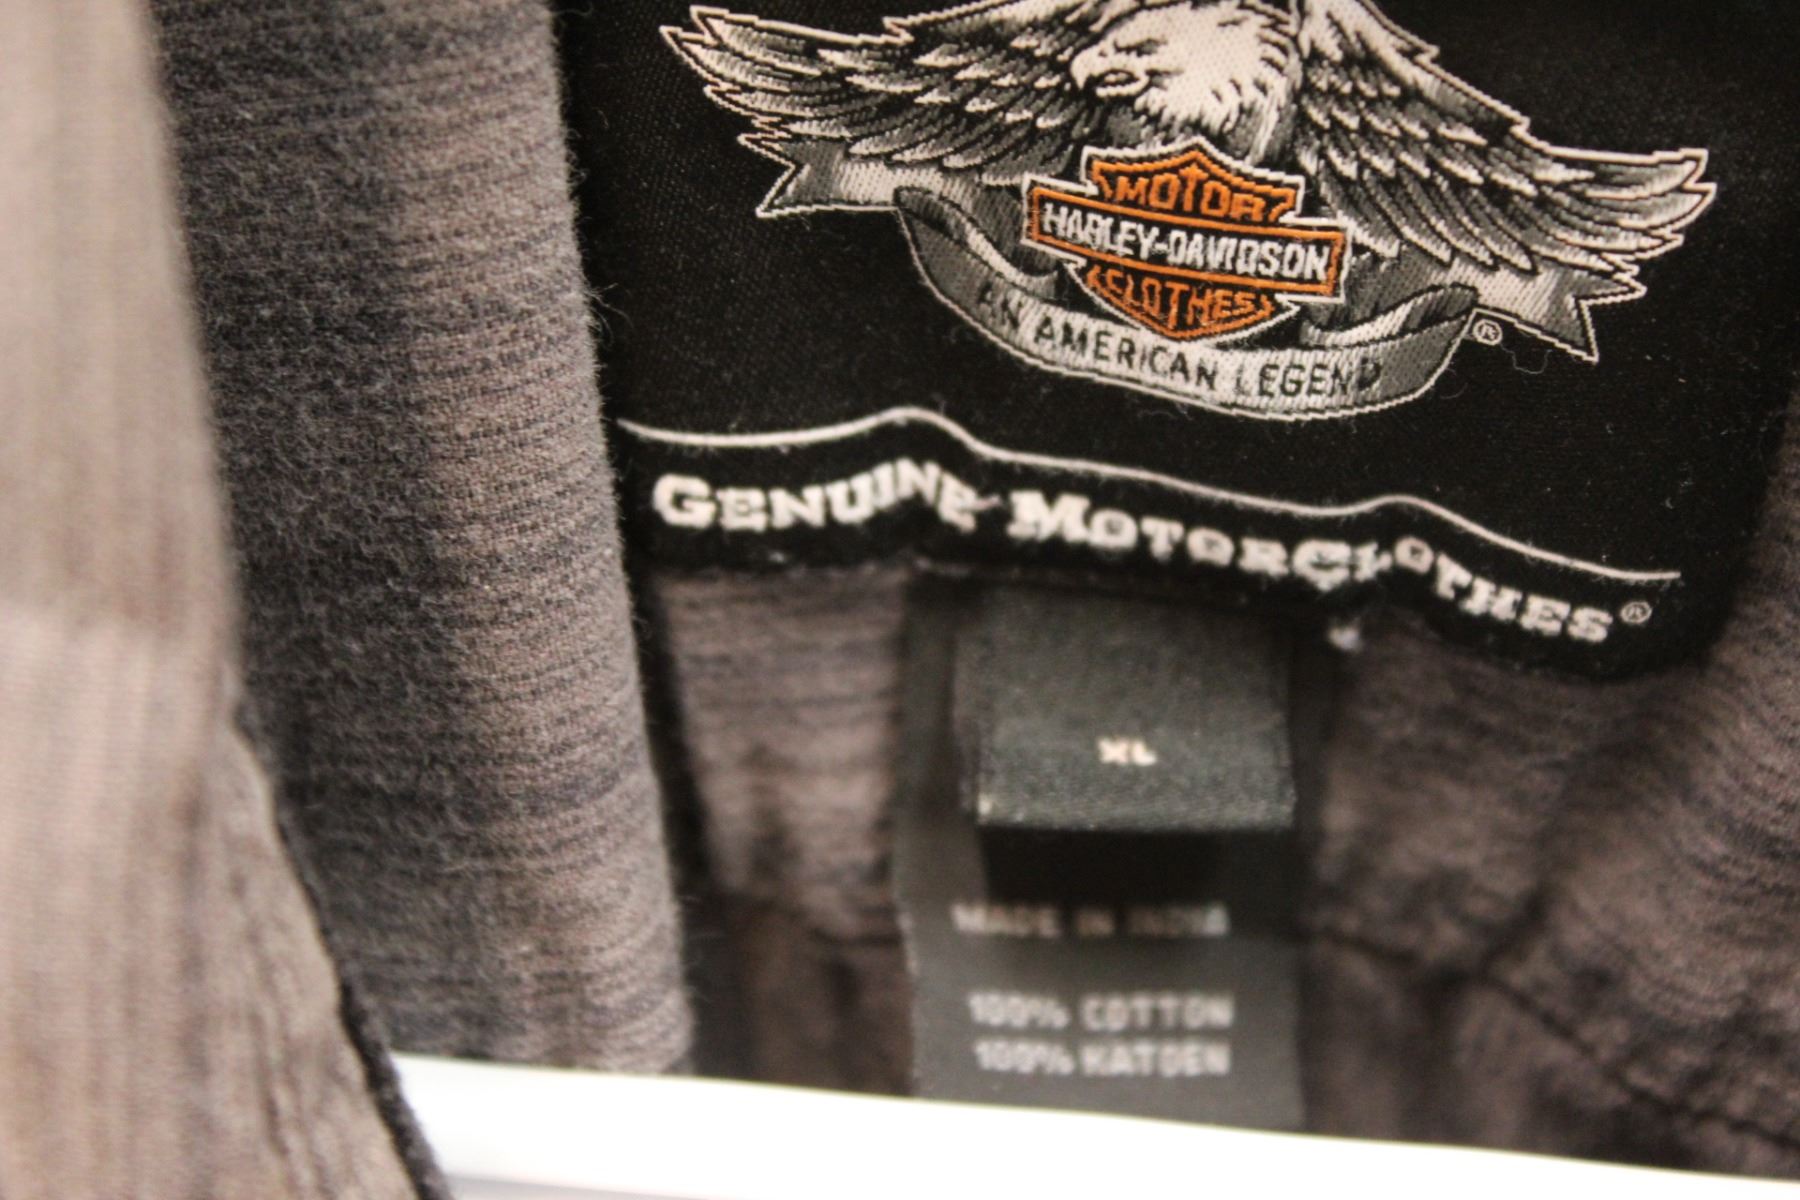 MOTOR
HARLEY-DAVIDSON
CLOTHES
AN AMERICAN LEGEND ®
GENUINE MOTORCLOTHES®
XL
MADE IN INDIA
100% COTTON
100% KATOEN